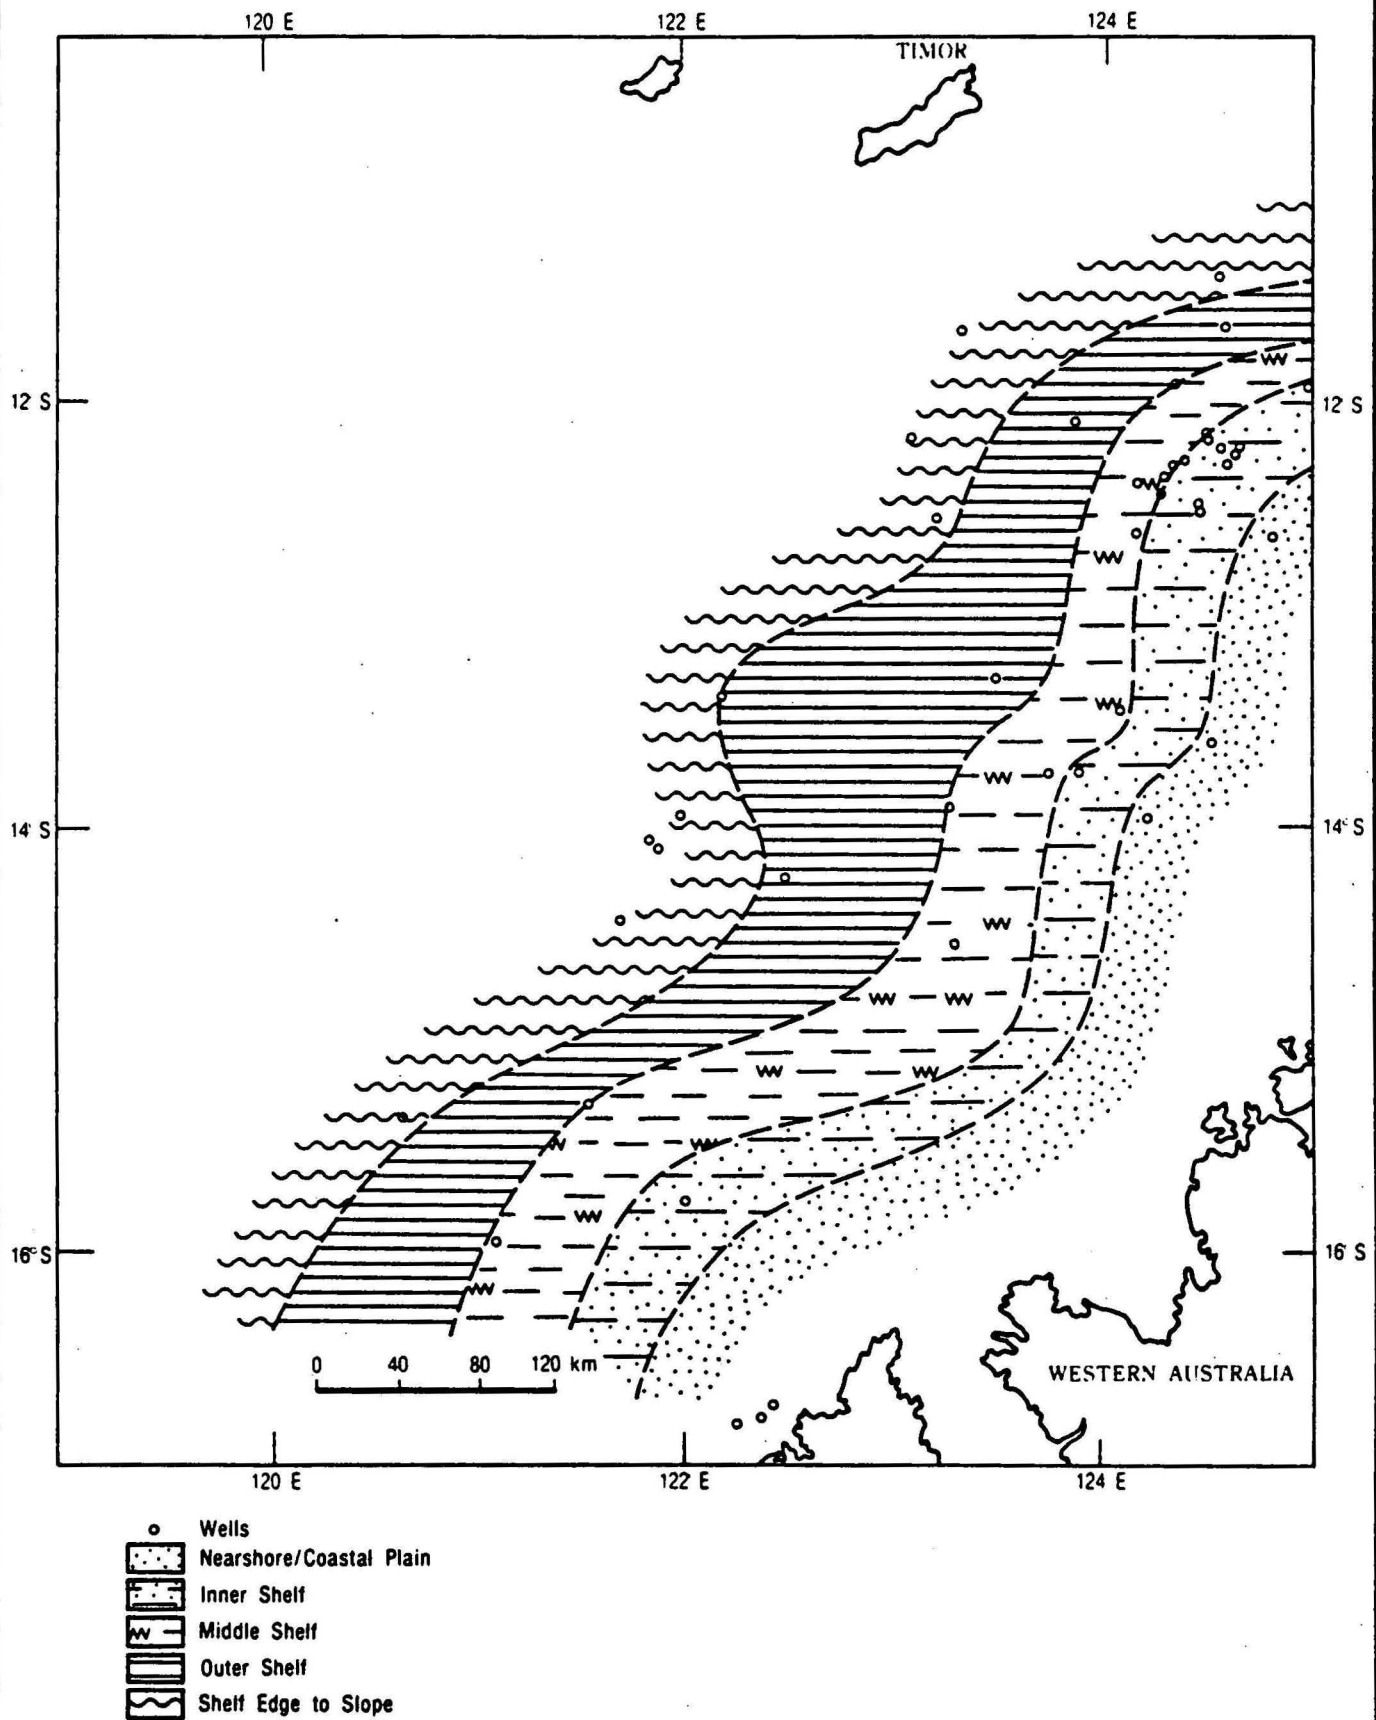 120 E 122 E 124 E
TIMOR
12 S 12 S
14° S 14° S
16° S 16° S
0 40 80 120 km
WESTERN AUSTRALIA
120 E 122 E 124 E
Wells
Nearshore/Coastal Plain
Inner Shelf
Middle Shelf
Outer Shelf
Shelf Edge to Slope